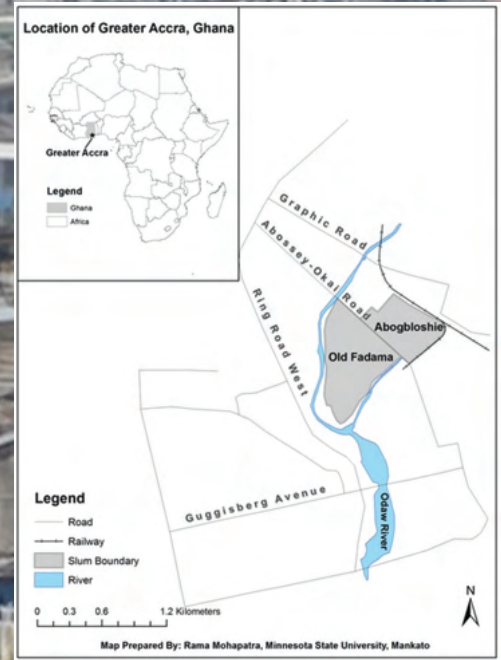 Location of Greater Accra, Ghana
Greater Accra
Legend
Ghana
Africa
Graphic Road
Abossey-Okai Road
Ring Road West
Abogbloshie
Old Fadama
Guggisberg Avenue
Odaw River
Legend
Road
Railway
Slum Boundary
River
0 0.3 0.6 1.2 Kilometers
N
Map Prepared By: Rama Mohapatra, Minnesota State University, Mankato